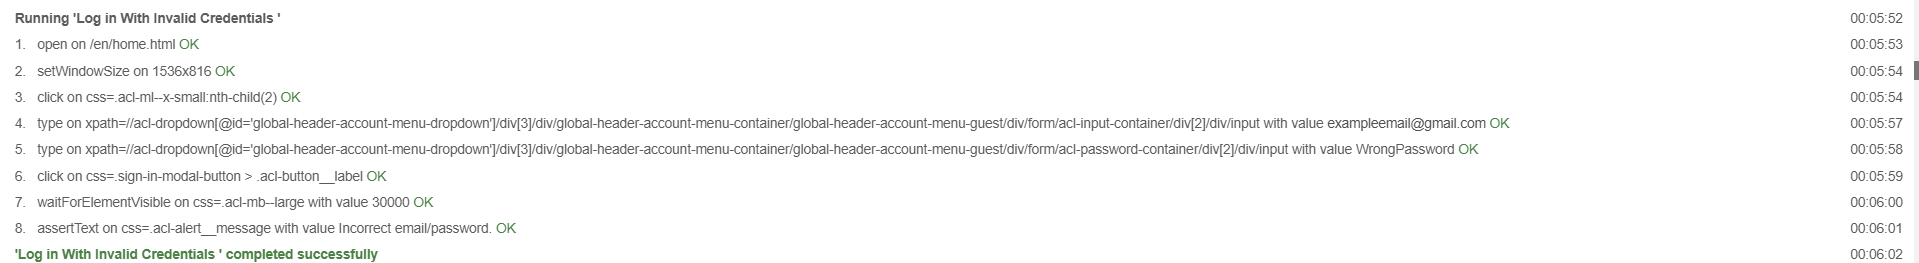 Running 'Log in With Invalid Credentials ' 00:05:52
1. open on /en/home.html OK 00:05:53
2. setWindowSize on 1536x816 OK 00:05:54
3. click on css=.acl-ml--x-small:nth-child(2) OK 00:05:54
4. type on xpath=//acl-dropdown[@id='global-header-account-menu-dropdown']/div[3]/div/global-header-account-menu-container/global-header-account-menu-guest/div/form/acl-input-container/div[2]/div/input with value exampleemail@gmail.com OK 00:05:57
5. type on xpath=//acl-dropdown[@id='global-header-account-menu-dropdown']/div[3]/div/global-header-account-menu-container/global-header-account-menu-guest/div/form/acl-password-container/div[2]/div/input with value WrongPassword OK 00:05:58
6. click on css=.sign-in-modal-button > .acl-button__label OK 00:05:59
7. waitForElementVisible on css=.acl-mb--large with value 30000 OK 00:06:00
8. assertText on css=.acl-alert__message with value Incorrect email/password. OK 00:06:01
'Log in With Invalid Credentials ' completed successfully 00:06:02